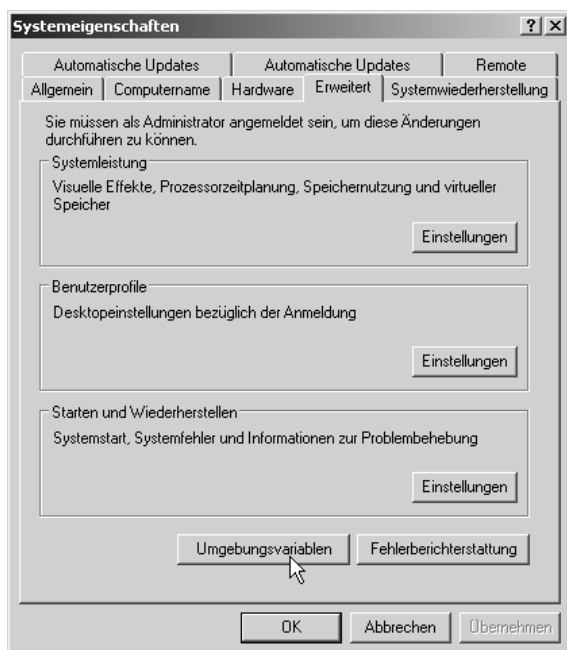 Systemeigenschaften
Automatische Updates Automatische Updates Remote
Allgemein Computername Hardware Erweitert Systemwiederherstellung
Sie müssen als Administrator angemeldet sein, um diese Änderungen
durchführen zu können.
Systemleistung
Visuelle Effekte, Prozessorzeitplanung, Speichernutzung und virtueller
Speicher
Einstellungen
Benutzerprofile
Desktopeinstellungen bezüglich der Anmeldung
Einstellungen
Starten und Wiederherstellen
Systemstart, Systemfehler und Informationen zur Problembehebung
Einstellungen
Umgebungsvariablen Fehlerberichterstattung
OK Abbrechen Übernehmen